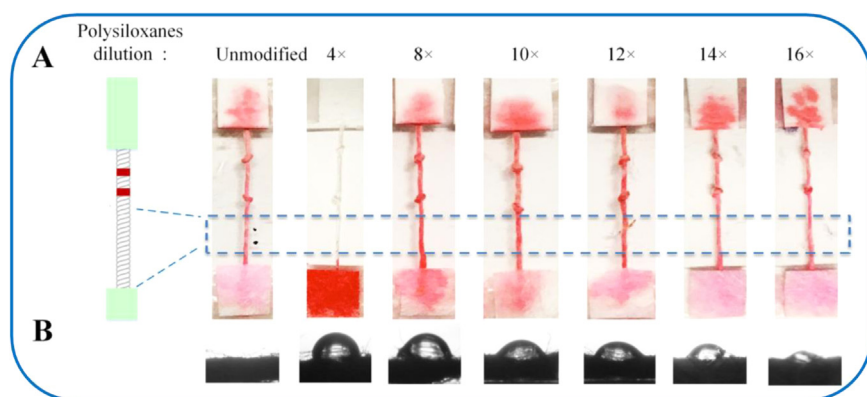 Polysiloxanes
dilution :
A
Unmodified 4× 8× 10× 12× 14× 16×
B